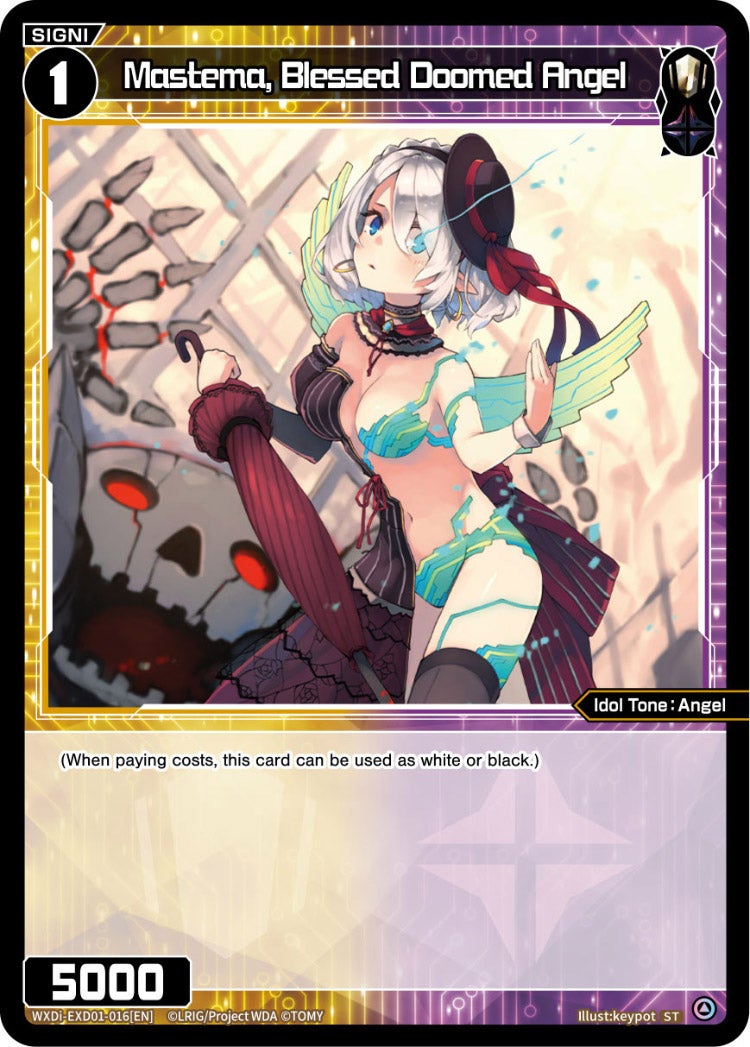 SIGNI
1
Mastema, Blessed Doomed Angel
Idol Tone:Angel
(When paying costs, this card can be used as white or black.)
5000
WXDi-EXD01-016[EN] ©LRIG/Project WDA ©TOMY
Illust:keypot ST